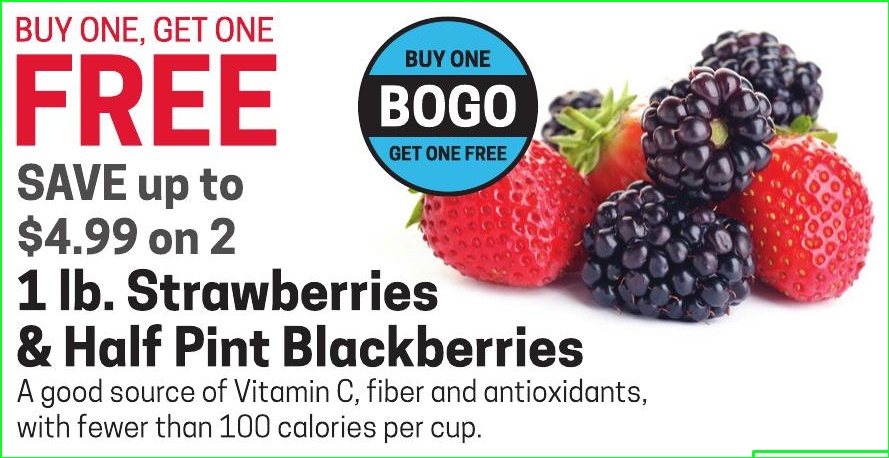 BUY ONE, GET ONE
FREE
SAVE up to
$4.99 on 2
1 lb. Strawberries
& Half Pint Blackberries
A good source of Vitamin C, fiber and antioxidants,
with fewer than 100 calories per cup.
BUY ONE
BOGO
GET ONE FREE